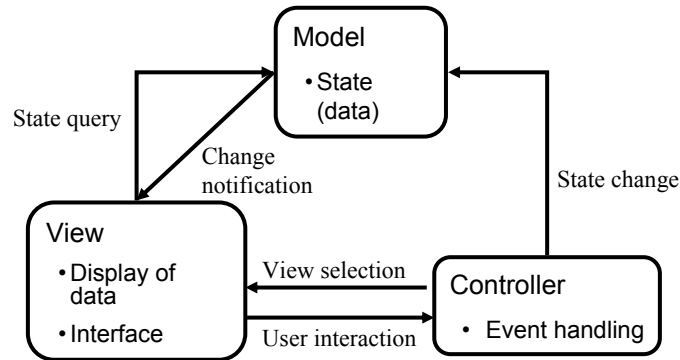 Model
• State
(data)
State query
Change
notification
State change
View
• Display of
data
• Interface
View selection
User interaction
Controller
• Event handling